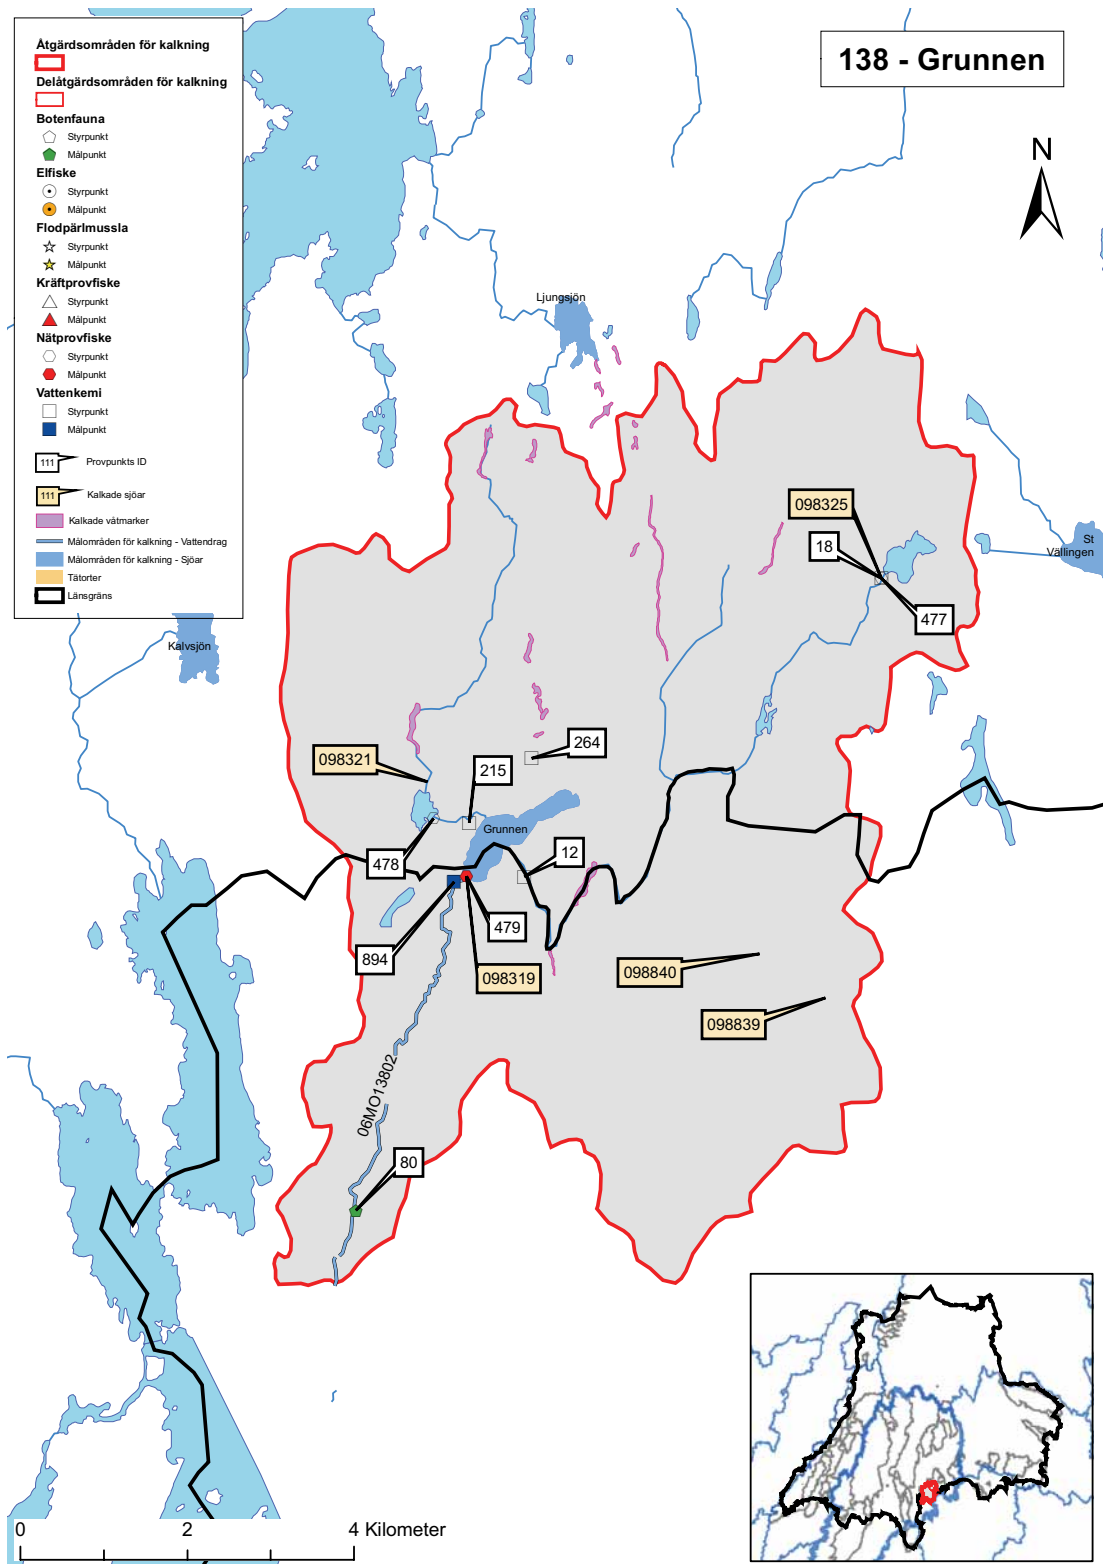 138 - Grunnen
Åtgärdsområden för kalkning
Delåtgärdsområden för kalkning
Botenfauna
Styrpunkt
Målpunkt
Elfiske
Styrpunkt
Målpunkt
Flodpärlmussla
Styrpunkt
Målpunkt
Kräftprovfiske
Styrpunkt
Målpunkt
Nätprovfiske
Styrpunkt
Målpunkt
Vattenkemi
Styrpunkt
Målpunkt
111 Provpunkts ID
111 Kalkade sjöar
Kalkade våtmarker
Målområden för kalkning - Vattendrag
Målområden för kalkning - Sjöar
Tätorter
Länsgräns
N
Ljungsjön
098325
18
St
Vällingen
477
Kalvsjön
264
098321
215
Grunnen
12
478
479
894
098319
098840
098839
06MO13802
80
0 2 4 Kilometer